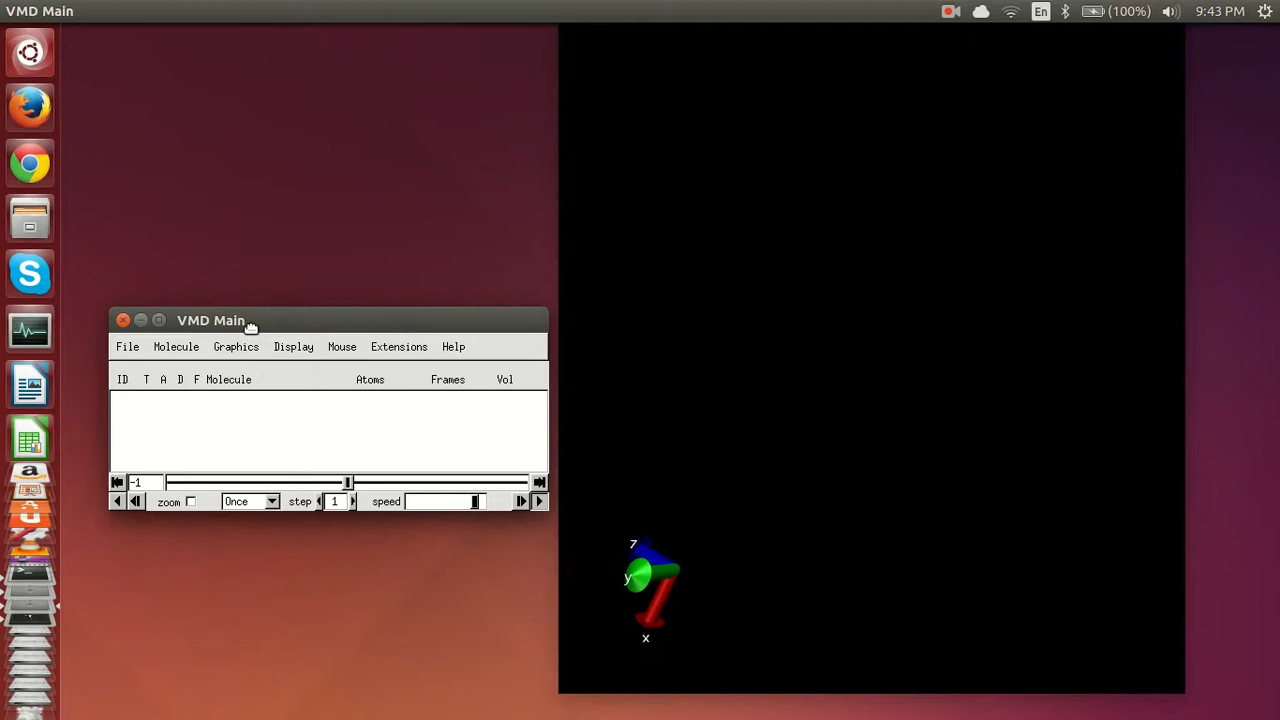 VMD Main
En
(100%)
9:43 PM
S
VMD Main
File Molecule Graphics Display Mouse Extensions Help
ID T A D F Molecule Atoms Frames Vol
-1
zoom Once step 1 speed
a
z
y
x